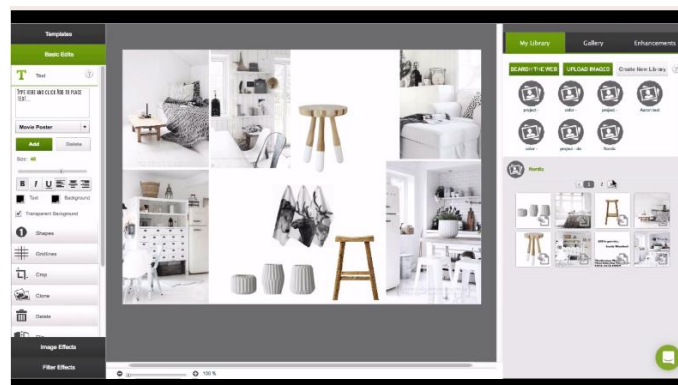 Templates
Basic Edits
T Text ?
Type here and click Add to place
text...
Movie Poster
Add Delete
Size:
B I U
Text Background
Transparent Background
1 Shapes
Gridlines
Crop
Clone
Delete
Image Effects
Filter Effects
100 %
My Library Gallery Enhancements
SEARCH THE WEB UPLOAD IMAGES Create New Library ?
project - color - project - Aaron test
color - project - de - Nordic
Nordic